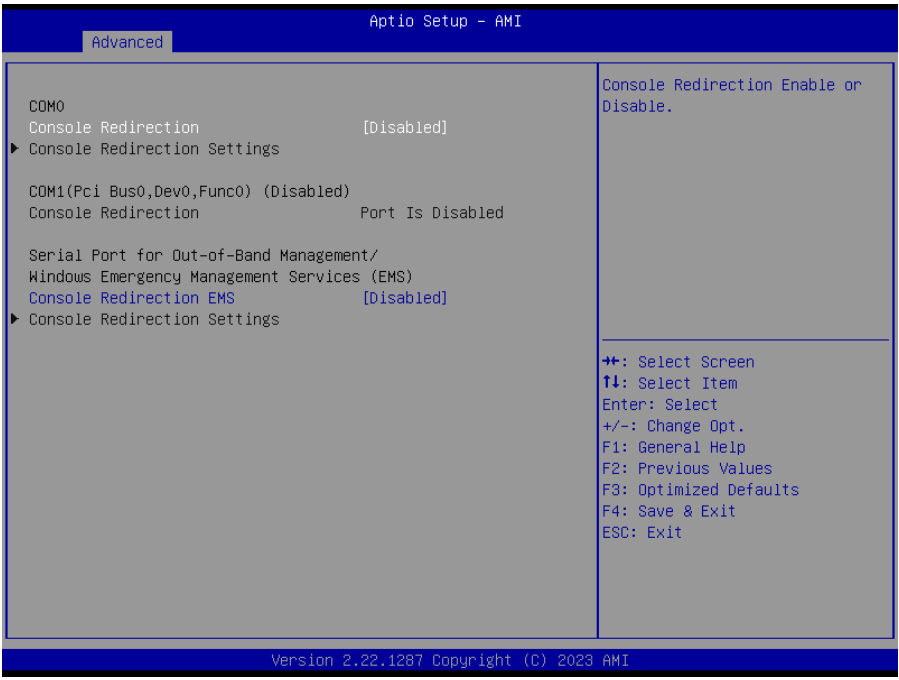 Aptio Setup – AMI
Advanced
COM0
Console Redirection [Disabled]
Console Redirection Settings
COM1(Pci Bus0,Dev0,Func0) (Disabled)
Console Redirection Port Is Disabled
Serial Port for Out-of-Band Management/
Windows Emergency Management Services (EMS)
Console Redirection EMS [Disabled]
Console Redirection Settings
Console Redirection Enable or
Disable.
→←: Select Screen
↑↓: Select Item
Enter: Select
+/-: Change Opt.
F1: General Help
F2: Previous Values
F3: Optimized Defaults
F4: Save & Exit
ESC: Exit
Version 2.22.1287 Copyright (C) 2023 AMI